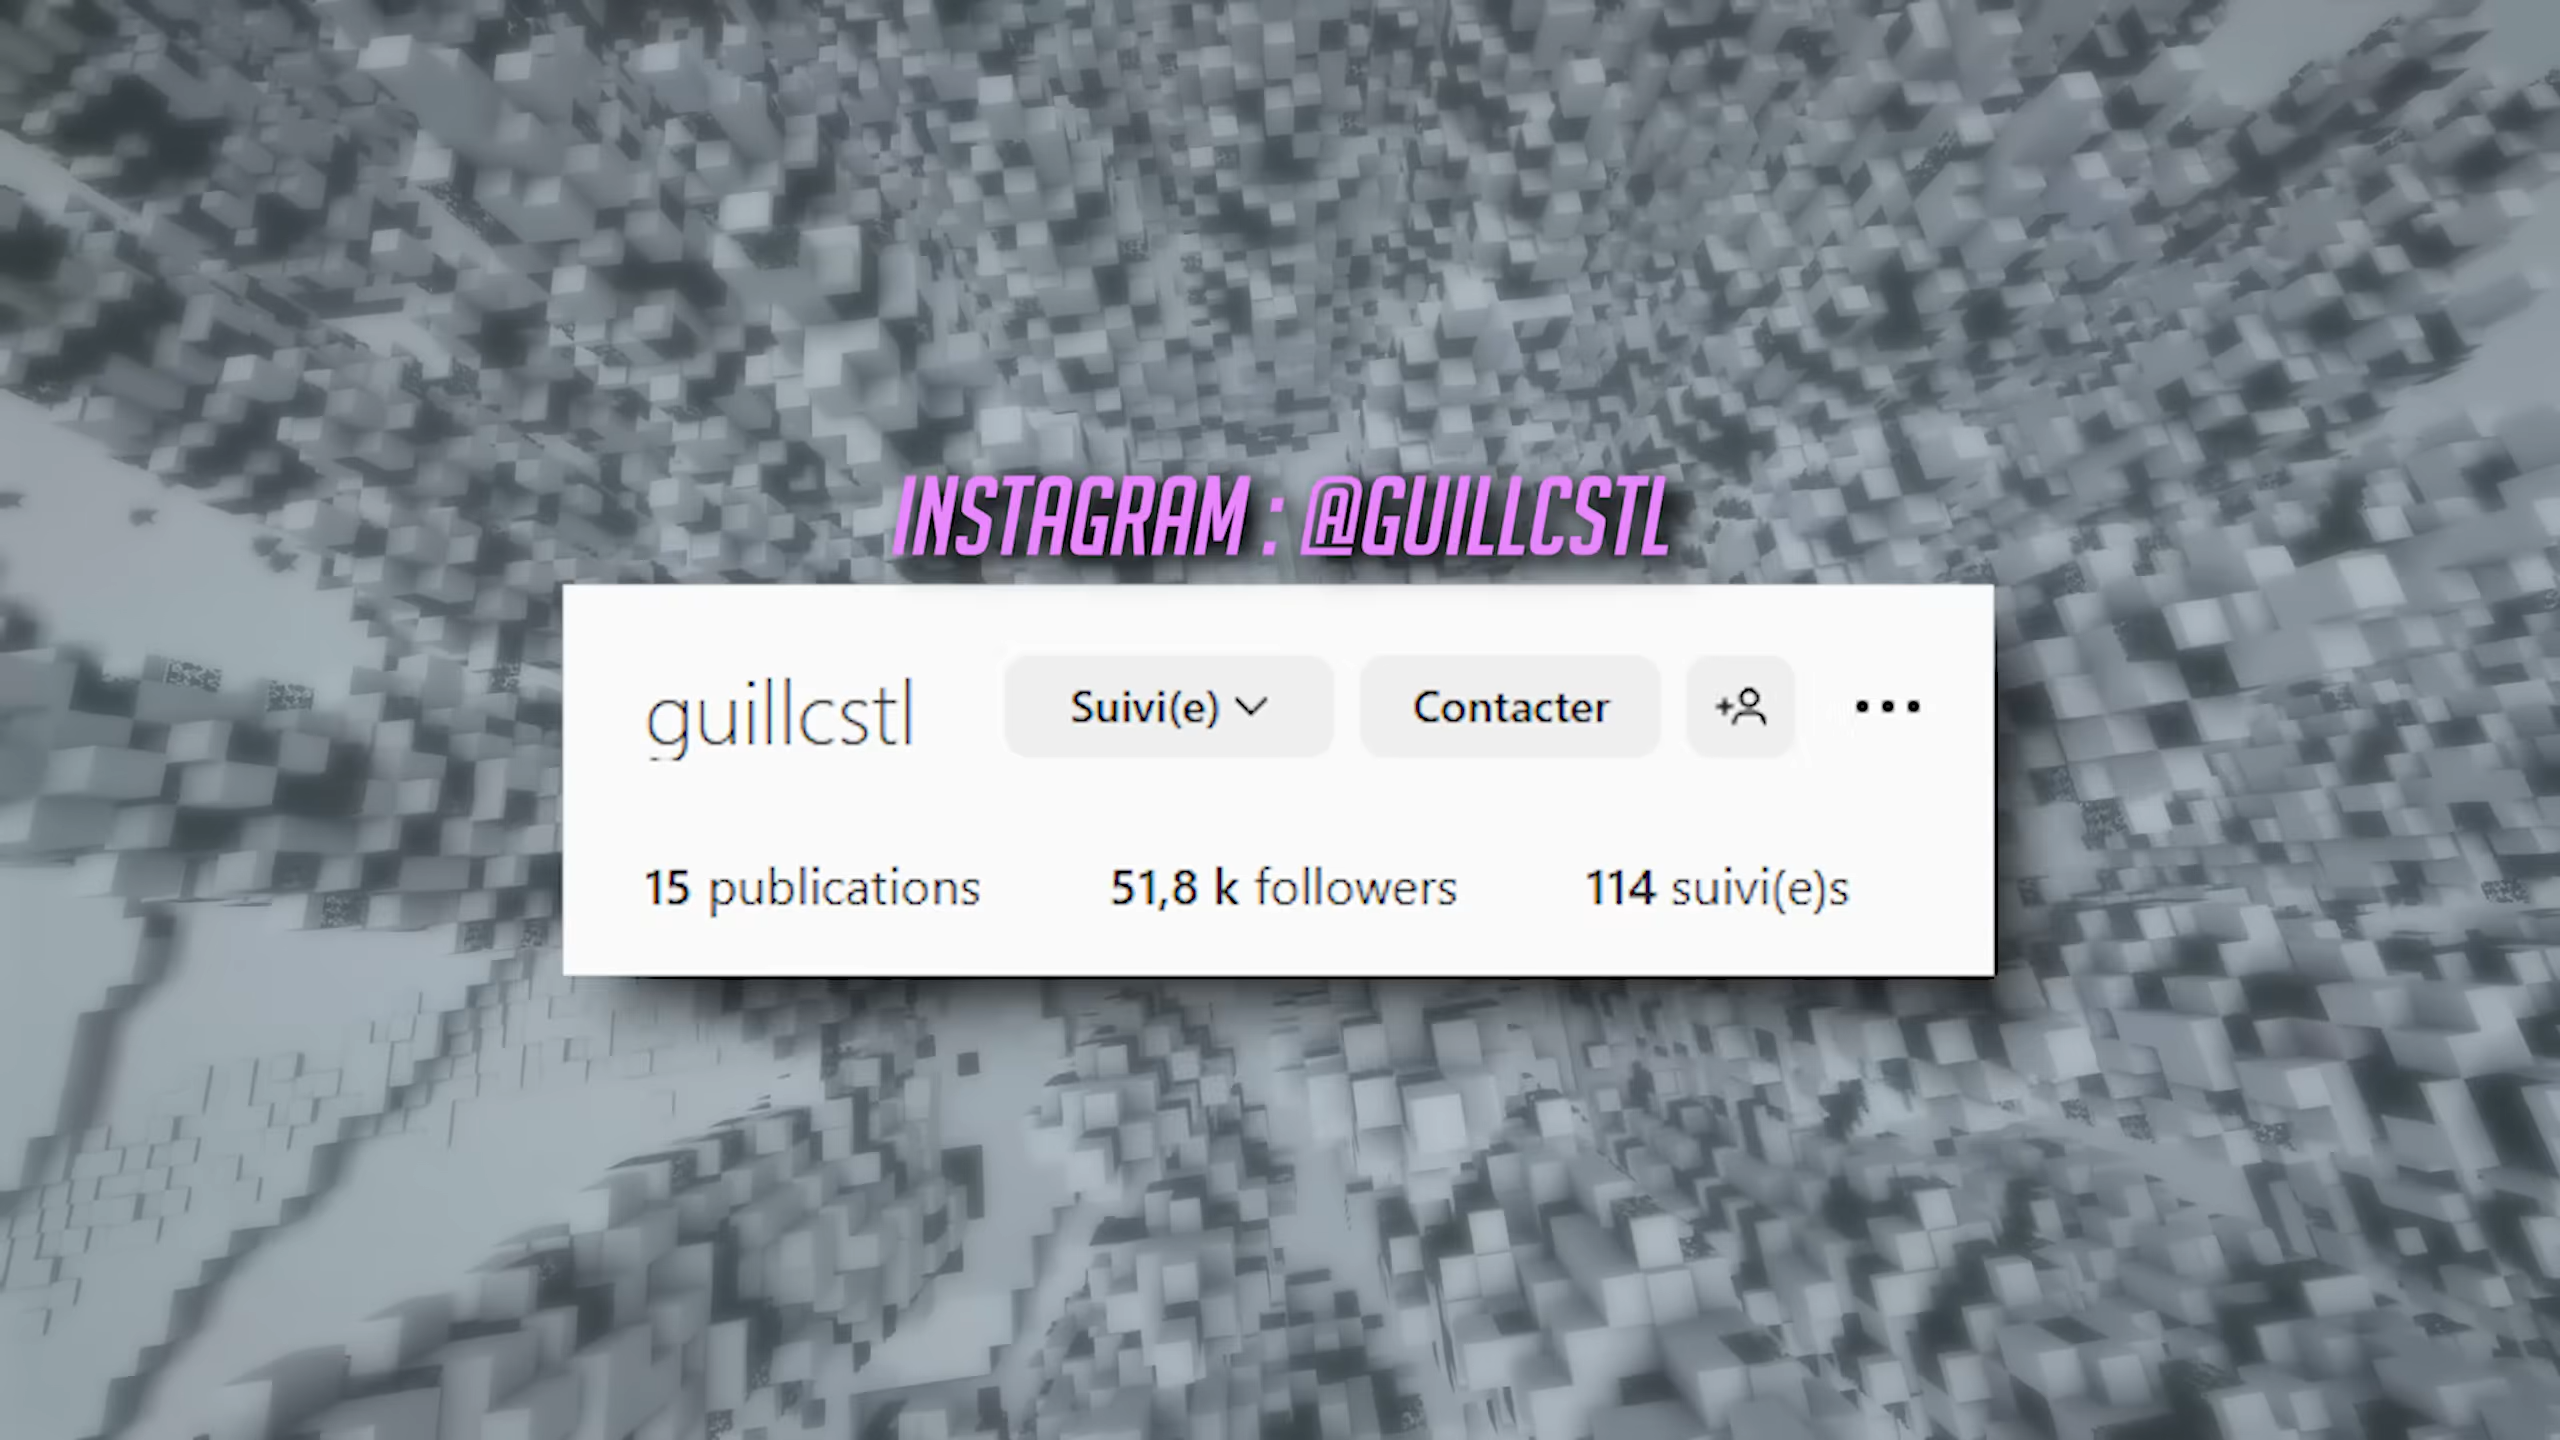 INSTAGRAM : @GUILLCSTL
guillcstl Suivi(e) Contacter
15 publications 51,8 k followers 114 suivi(e)s